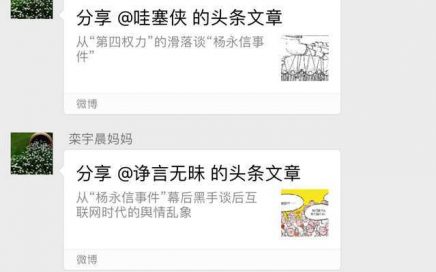 分享 @哇塞侠 的头条文章
从“第四权力”的滑落谈“杨永信事
件”
微博
栾宇晨妈妈
分享 @诤言无昧 的头条文章
从“杨永信事件”幕后黑手谈后互
联网时代的舆情乱象
微博